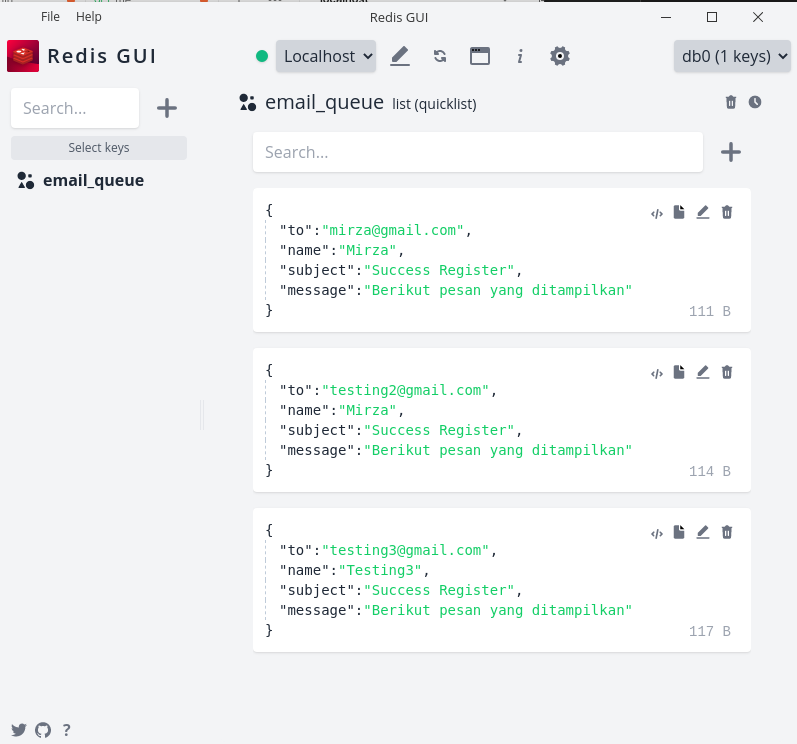 File Help Redis GUI
Redis GUI Localhost i db0 (1 keys)
Search...
Select keys
email_queue
email_queue list (quicklist)
Search...
{
"to":"mirza@gmail.com",
"name":"Mirza",
"subject":"Success Register",
"message":"Berikut pesan yang ditampilkan"
}
111 B
{
"to":"testing2@gmail.com",
"name":"Mirza",
"subject":"Success Register",
"message":"Berikut pesan yang ditampilkan"
}
114 B
{
"to":"testing3@gmail.com",
"name":"Testing3",
"subject":"Success Register",
"message":"Berikut pesan yang ditampilkan"
}
117 B
?